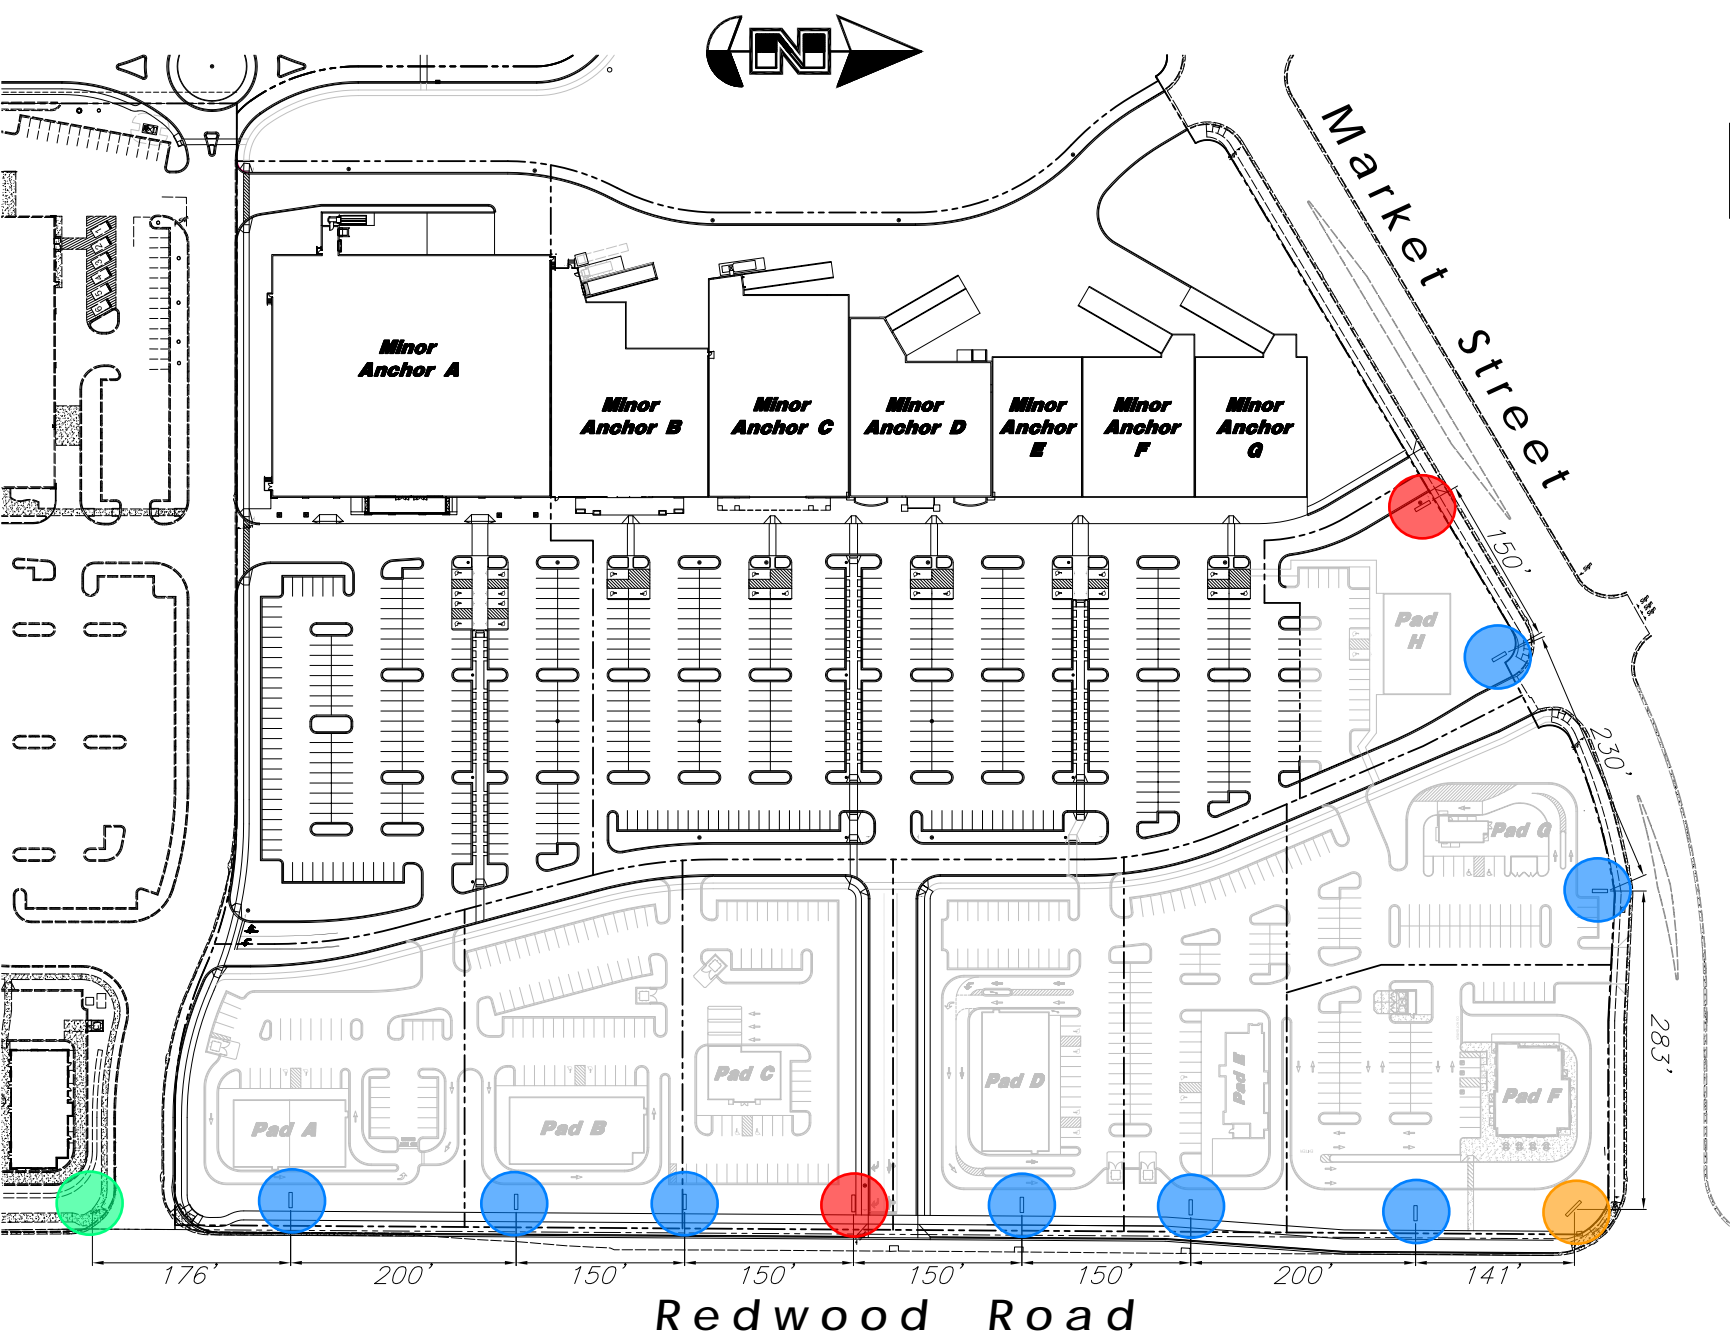 N
Market Street
Minor
Anchor A
Minor
Anchor B
Minor
Anchor C
Minor
Anchor D
Minor
Anchor
E
Minor
Anchor
F
Minor
Anchor
G
150'
Pad
H
230'
Pad G
283'
Pad A
Pad B
Pad C
Pad D
Pad E
Pad F
176'
200'
150'
150'
150'
150'
200'
141'
Redwood Road